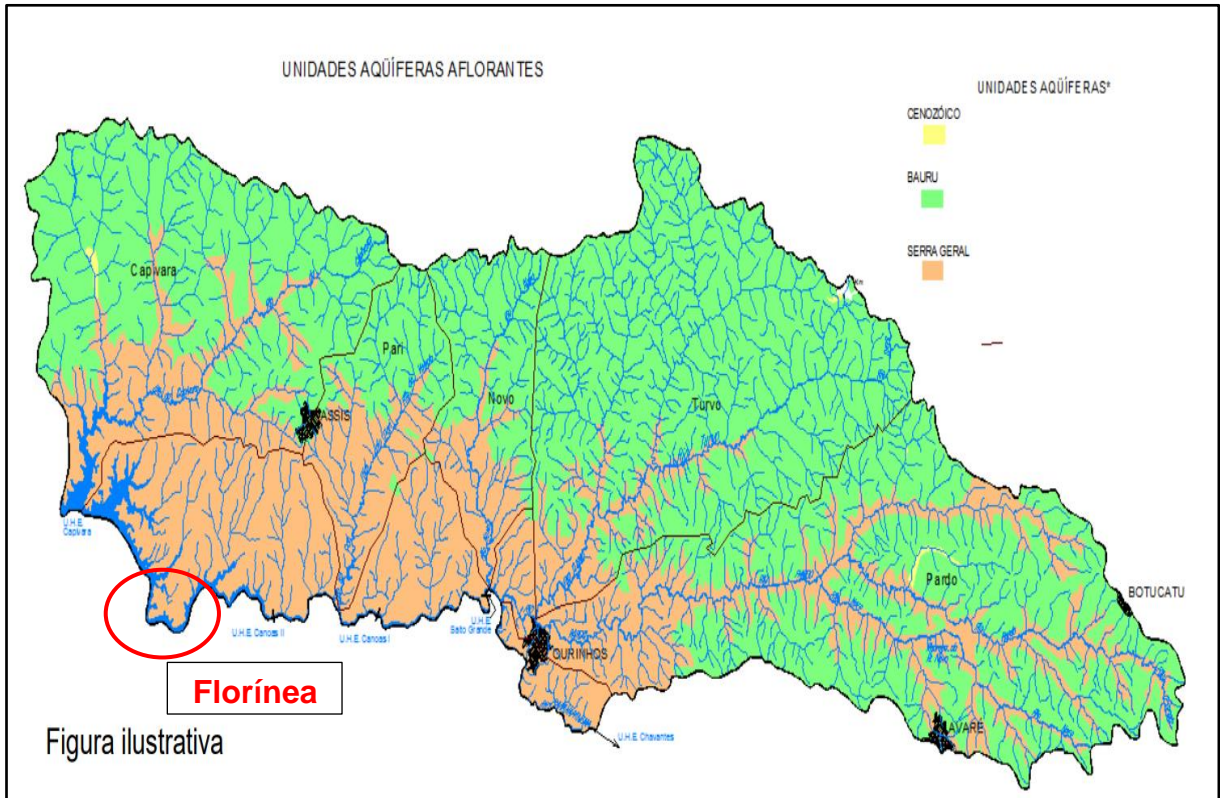 UNIDADES AQÜÍFERAS AFLORANTES
UNIDADES AQÜÍFERAS*
CENOZÓICO
BAURU
SERRA GERAL
Capivara
Pari
Novo
Turvo
ASSIS
Pardo
BOTUCATU
U.H.E.
Capivara
U.H.E. Canoas II
U.H.E. Canoas I
U.H.E.
Salto Grande
OURINHOS
U.H.E. Chavantes
AVARÉ
Florínea
Figura ilustrativa